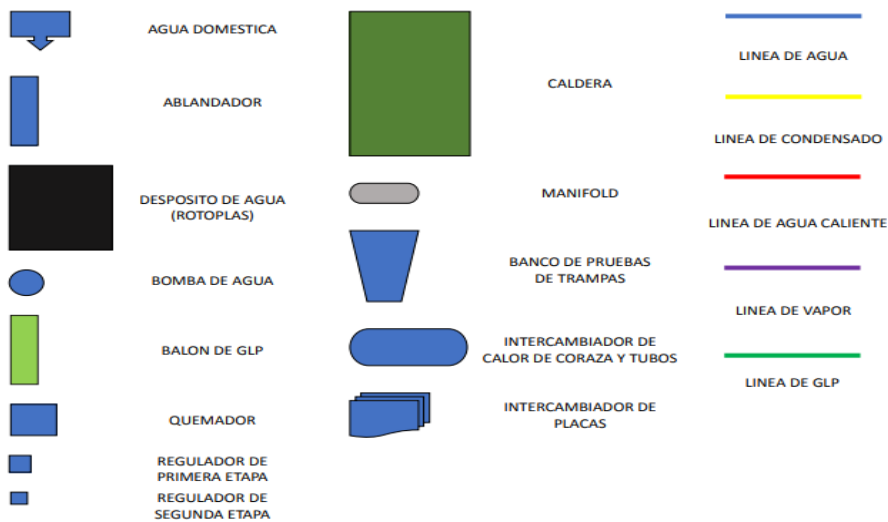 AGUA DOMESTICA
ABLANDADOR
DESPOSITO DE AGUA
(ROTOPLAS)
BOMBA DE AGUA
BALON DE GLP
QUEMADOR
REGULADOR DE
PRIMERA ETAPA
REGULADOR DE
SEGUNDA ETAPA
CALDERA
MANIFOLD
BANCO DE PRUEBAS
DE TRAMPAS
INTERCAMBIADOR DE
CALOR DE CORAZA Y TUBOS
INTERCAMBIADOR DE
PLACAS
LINEA DE AGUA
LINEA DE CONDENSADO
LINEA DE AGUA CALIENTE
LINEA DE VAPOR
LINEA DE GLP